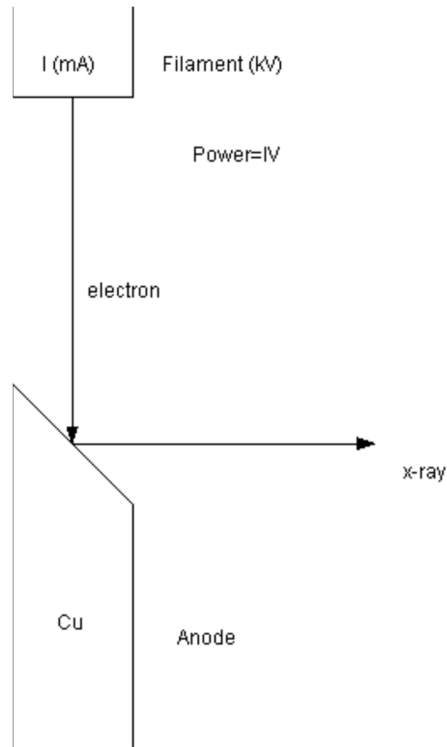 I (mA)
Filament (kV)
Power=IV
electron
x-ray
Cu
Anode